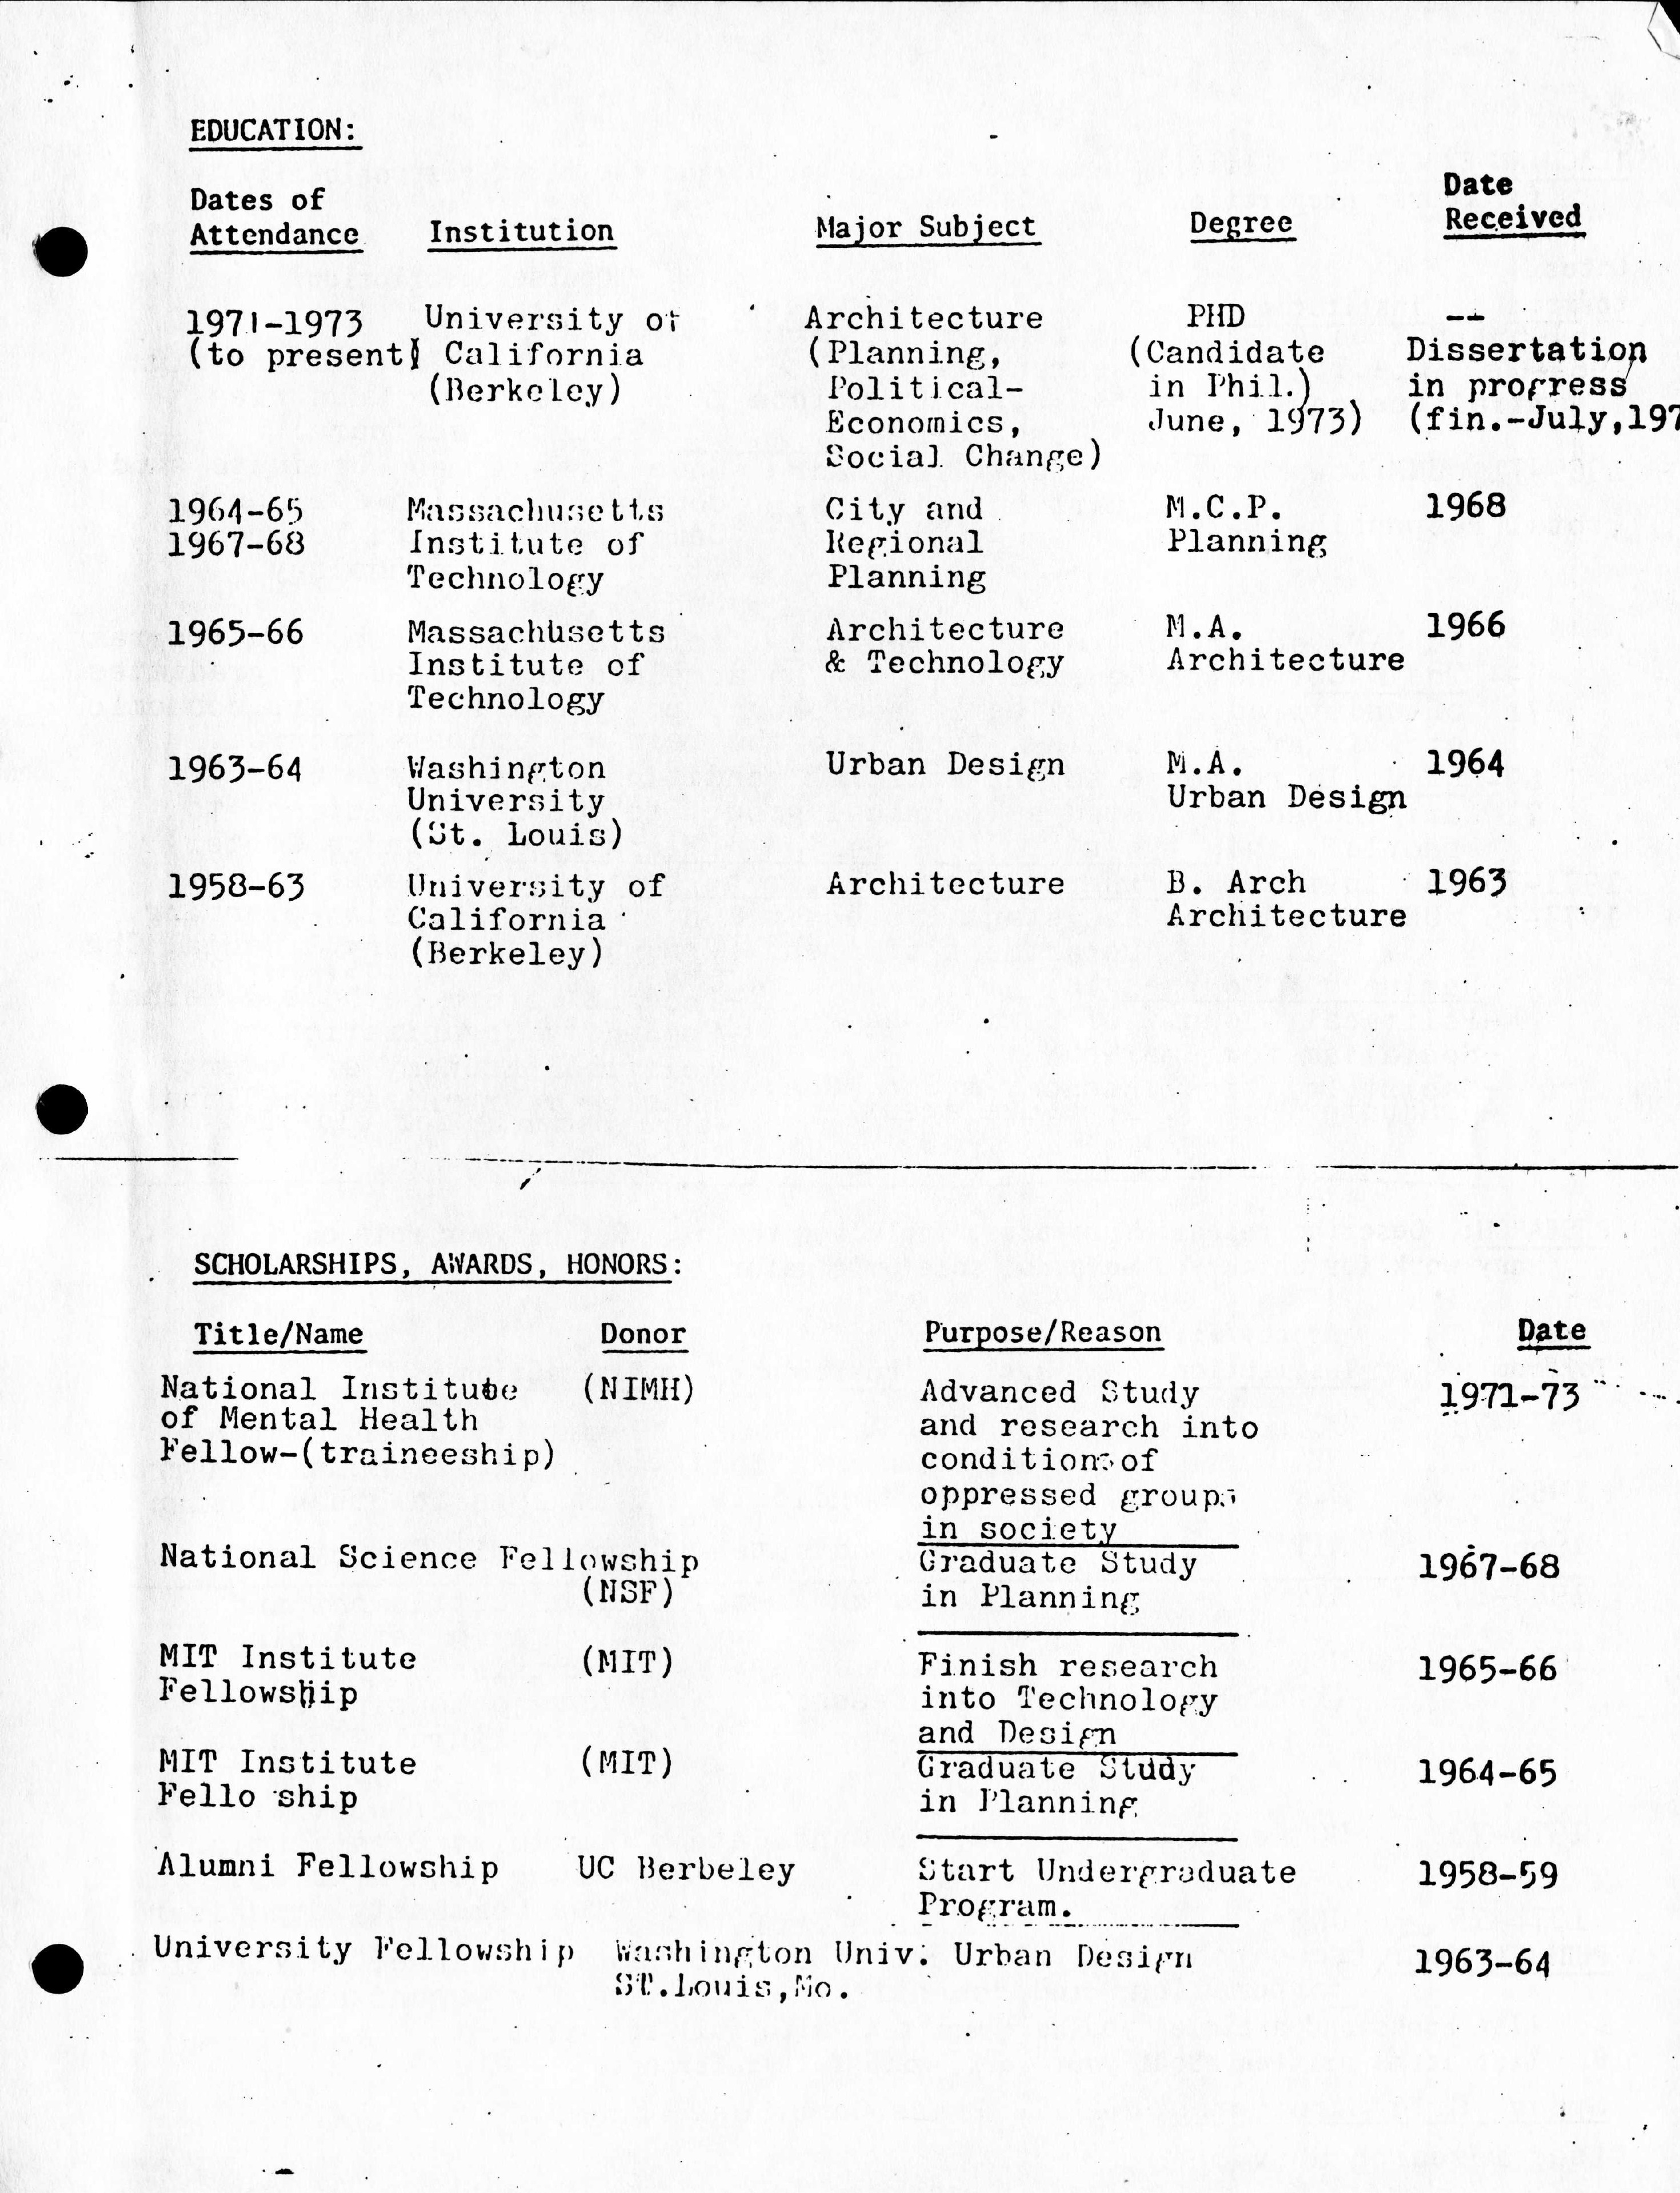 EDUCATION:
Dates of Attendance Institution Major Subject Degree Date Received
1971-1973 University of Architecture PHD --
(to present) California (Planning, (Candidate Dissertation
(Berkeley) Political- in Phil.) in progress
Economics, June, 1973) (fin.-July,197
Social Change)
1964-65 Massachusetts City and M.C.P. 1968
1967-68 Institute of Regional Planning
Technology Planning
1965-66 Massachusetts Architecture M.A. 1966
Institute of & Technology Architecture
Technology
1963-64 Washington Urban Design M.A. 1964
University Urban Design
(St. Louis)
1958-63 University of Architecture B. Arch 1963
California Architecture
(Berkeley)
SCHOLARSHIPS, AWARDS, HONORS:
Title/Name Donor Purpose/Reason Date
National Institute (NIMH) Advanced Study 1971-73
of Mental Health and research into
Fellow-(traineeship) conditions of
oppressed groups
in society
National Science Fellowship Graduate Study 1967-68
(NSF) in Planning
MIT Institute (MIT) Finish research 1965-66
Fellowship into Technology
and Design
MIT Institute (MIT) Graduate Study 1964-65
Fello ship in Planning
Alumni Fellowship UC Berbeley Start Undergraduate 1958-59
Program.
University Fellowship Washington Univ. Urban Design 1963-64
ST.Louis,Mo.